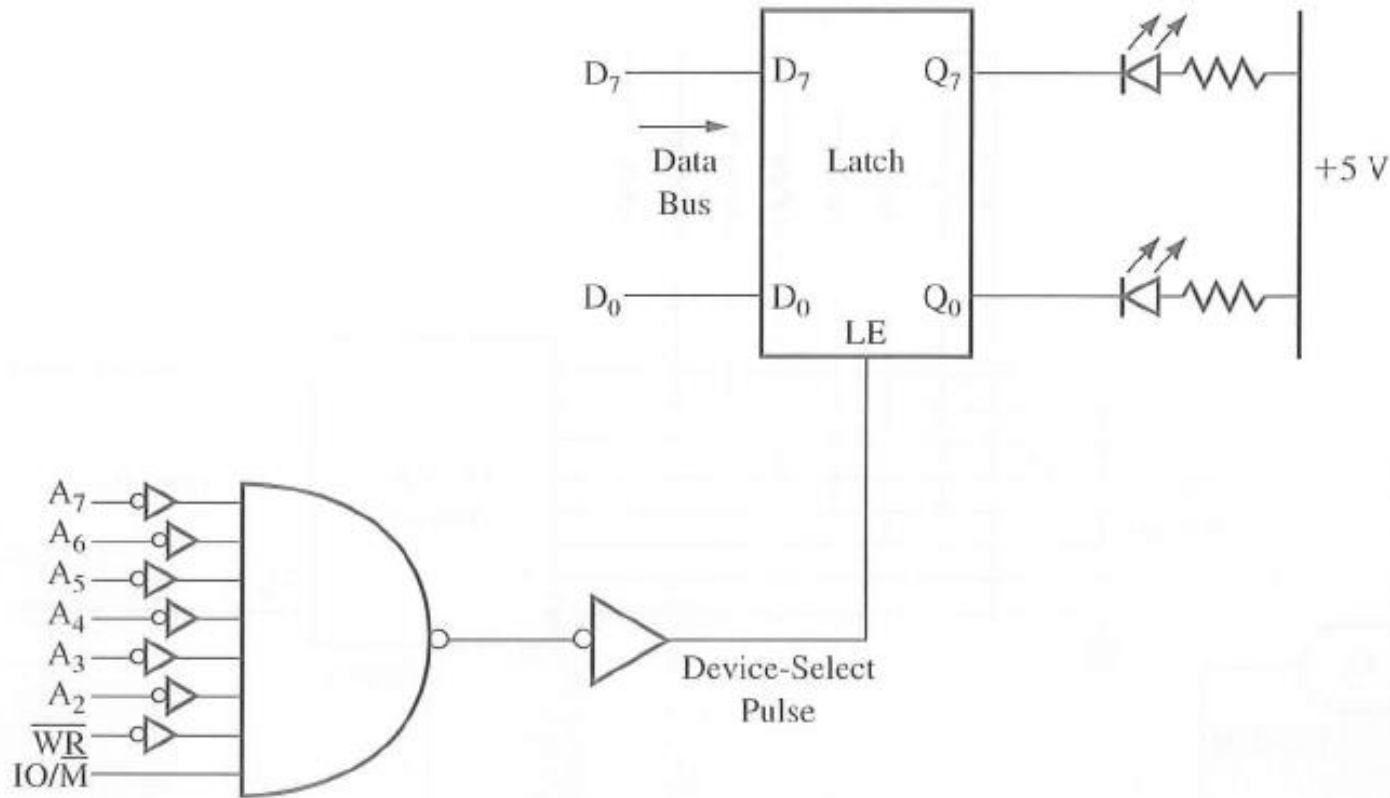 D₇ D₇ Q₇
Data
Bus
Latch
+5 V
D₀ D₀ Q₀
LE
A₇
A₆
A₅
A₄
A₃
A₂
W̅R̅
IO/M̅
Device-Select
Pulse